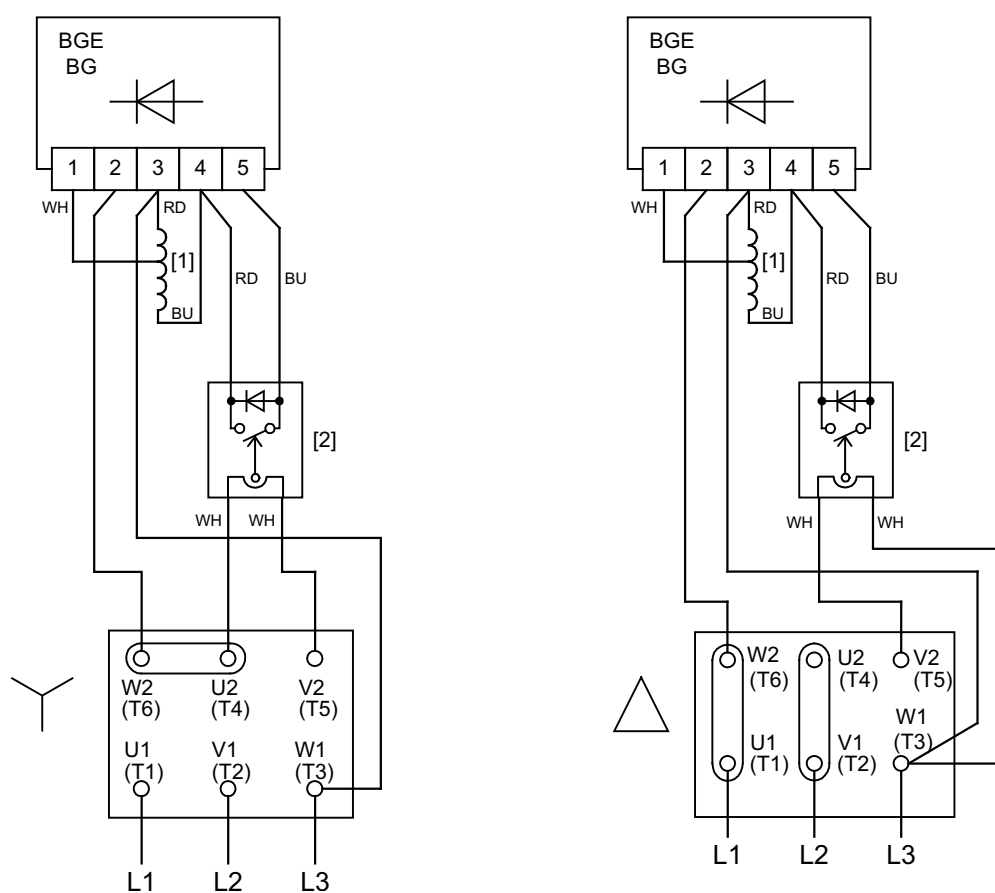 BGE
BG
1 2 3 4 5
WH
RD
[1]
BU
RD
BU
[2]
WH
WH
W2
(T6)
U2
(T4)
V2
(T5)
U1
(T1)
V1
(T2)
W1
(T3)
L1
L2
L3
BGE
BG
1 2 3 4 5
WH
RD
[1]
BU
RD
BU
[2]
WH
WH
W2
(T6)
U2
(T4)
V2
(T5)
U1
(T1)
V1
(T2)
W1
(T3)
L1
L2
L3